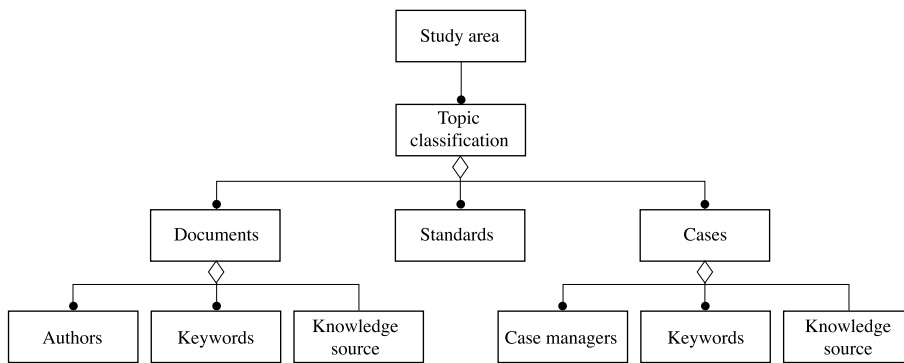 Study area
Topic
classification
Documents
Standards
Cases
Authors
Keywords
Knowledge
source
Case managers
Keywords
Knowledge
source